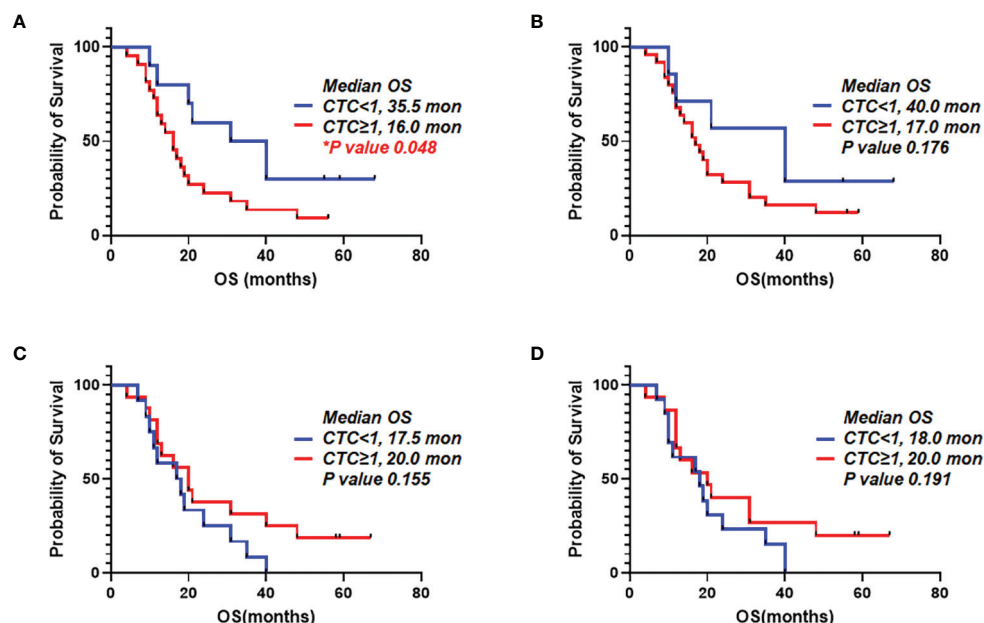 A
Probability of Survival
100
50
0
0 20 40 60 80
OS (months)
Median OS
CTC<1, 35.5 mon
CTC≥1, 16.0 mon
*P value 0.048
B
Probability of Survival
100
50
0
0 20 40 60 80
OS(months)
Median OS
CTC<1, 40.0 mon
CTC≥1, 17.0 mon
P value 0.176
C
Probability of Survival
100
50
0
0 20 40 60 80
OS(months)
Median OS
CTC<1, 17.5 mon
CTC≥1, 20.0 mon
P value 0.155
D
Probability of Survival
100
50
0
0 20 40 60 80
OS(months)
Median OS
CTC<1, 18.0 mon
CTC≥1, 20.0 mon
P value 0.191